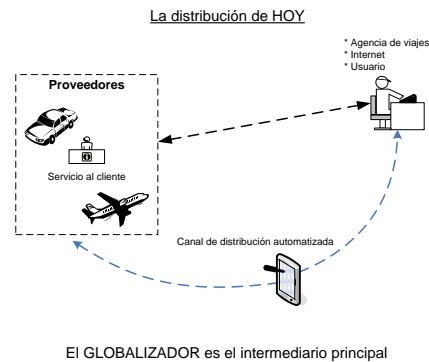 La distribución de HOY
* Agencia de viajes
* Internet
* Usuario
Proveedores
Servicio al cliente
Canal de distribución automatizada
El GLOBALIZADOR es el intermediario principal